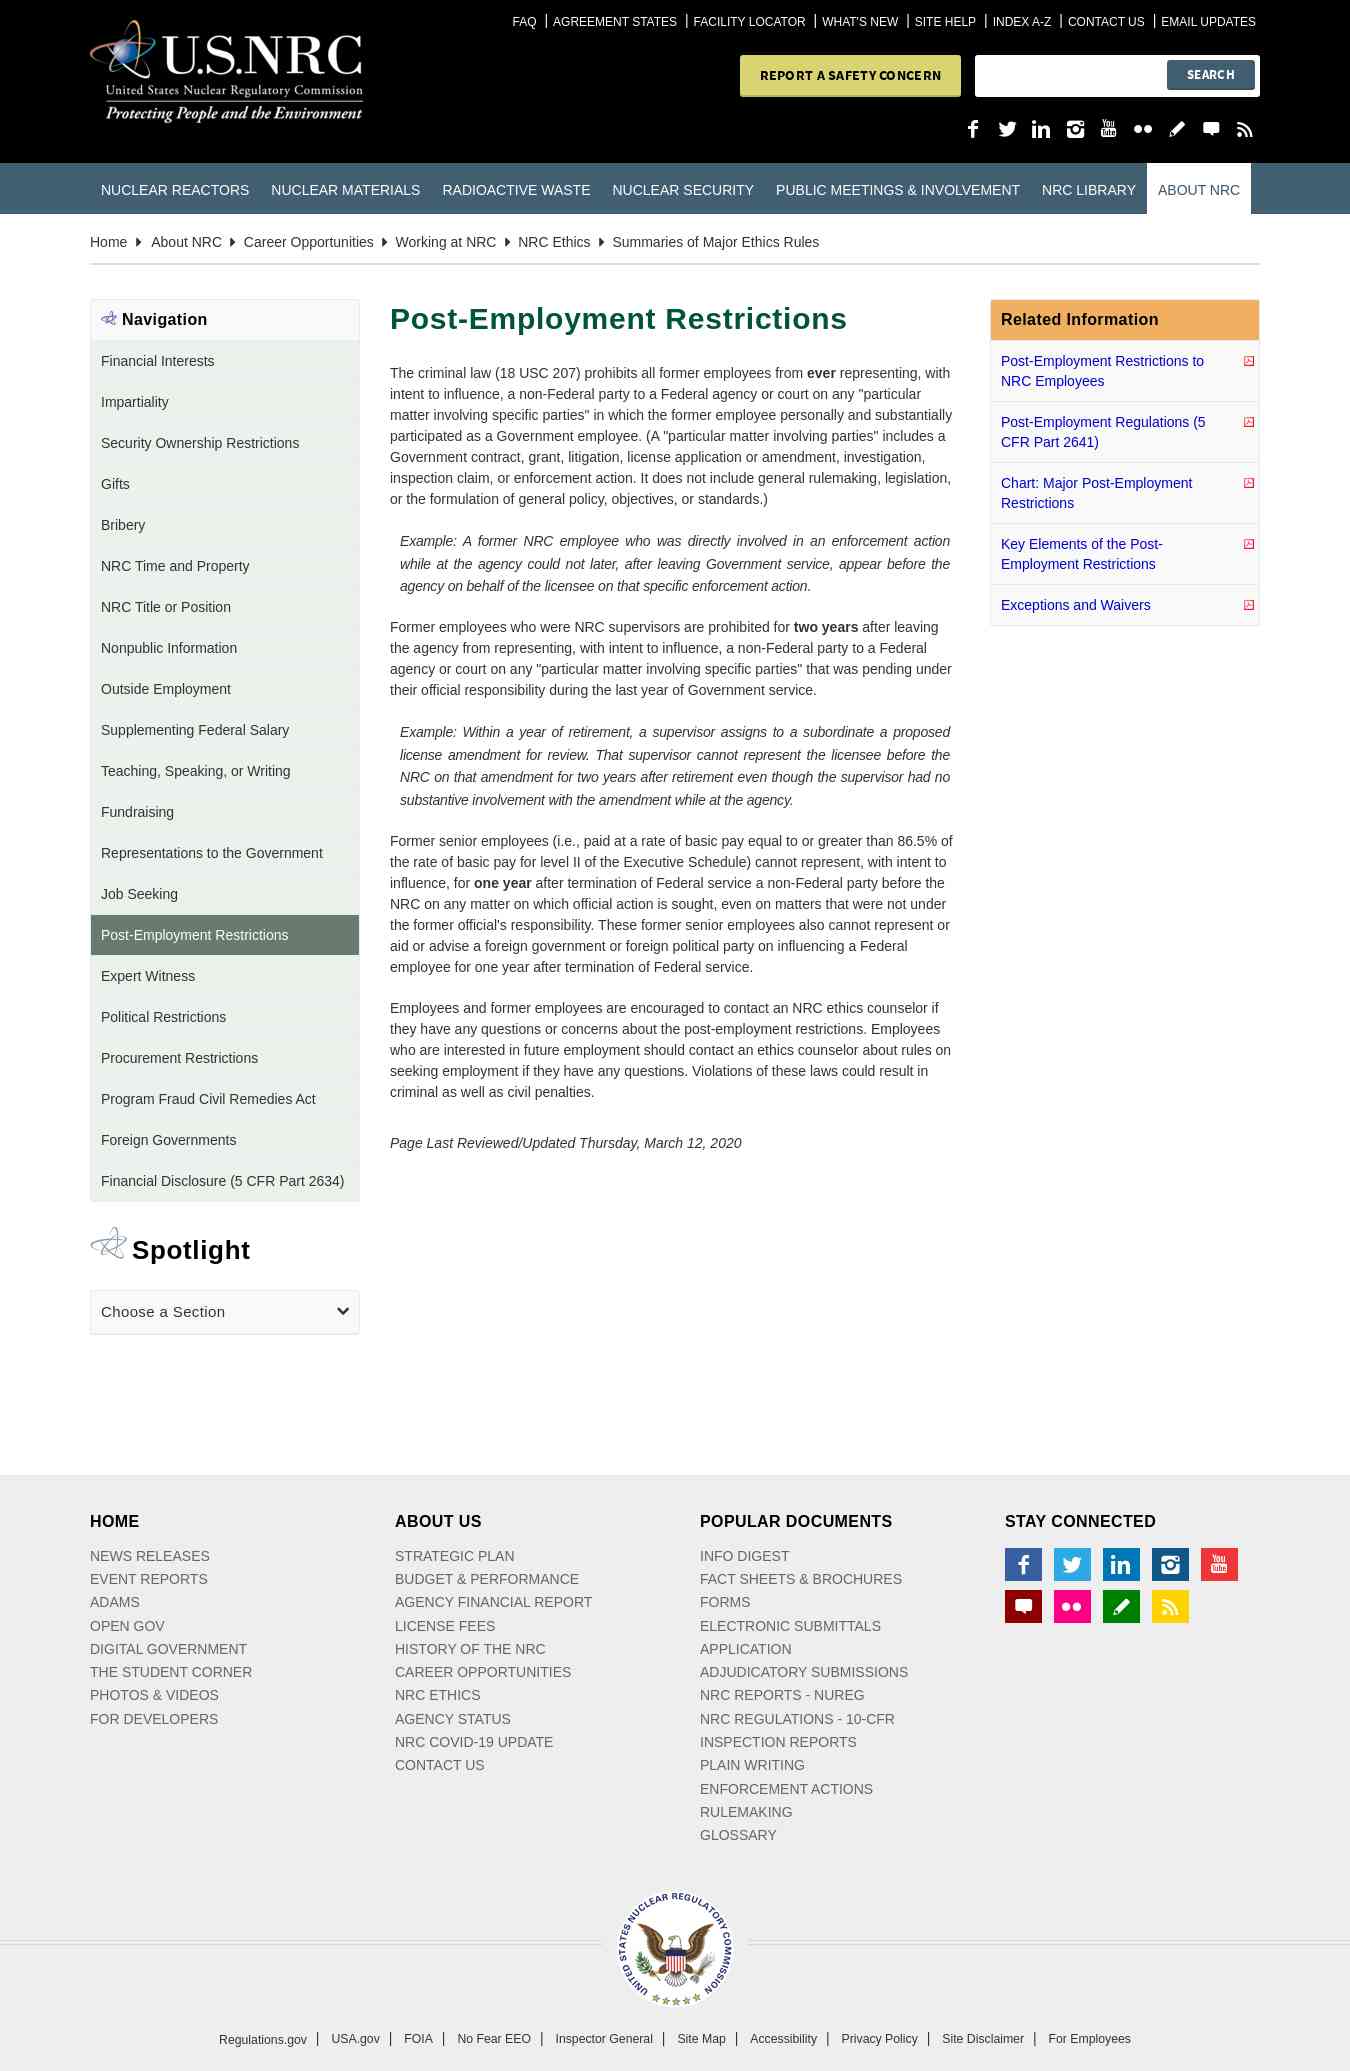 FAQ | AGREEMENT STATES | FACILITY LOCATOR | WHAT'S NEW | SITE HELP | INDEX A-Z | CONTACT US | EMAIL UPDATES
U.S.NRC
United States Nuclear Regulatory Commission
Protecting People and the Environment
REPORT A SAFETY CONCERN
SEARCH
NUCLEAR REACTORS NUCLEAR MATERIALS RADIOACTIVE WASTE NUCLEAR SECURITY PUBLIC MEETINGS & INVOLVEMENT NRC LIBRARY ABOUT NRC
Home About NRC Career Opportunities Working at NRC NRC Ethics Summaries of Major Ethics Rules
Navigation
Financial Interests
Impartiality
Security Ownership Restrictions
Gifts
Bribery
NRC Time and Property
NRC Title or Position
Nonpublic Information
Outside Employment
Supplementing Federal Salary
Teaching, Speaking, or Writing
Fundraising
Representations to the Government
Job Seeking
Post-Employment Restrictions
Expert Witness
Political Restrictions
Procurement Restrictions
Program Fraud Civil Remedies Act
Foreign Governments
Financial Disclosure (5 CFR Part 2634)
Spotlight
Choose a Section
Post-Employment Restrictions
The criminal law (18 USC 207) prohibits all former employees from ever representing, with
intent to influence, a non-Federal party to a Federal agency or court on any "particular
matter involving specific parties" in which the former employee personally and substantially
participated as a Government employee. (A "particular matter involving parties" includes a
Government contract, grant, litigation, license application or amendment, investigation,
inspection claim, or enforcement action. It does not include general rulemaking, legislation,
or the formulation of general policy, objectives, or standards.)
Example: A former NRC employee who was directly involved in an enforcement action
while at the agency could not later, after leaving Government service, appear before the
agency on behalf of the licensee on that specific enforcement action.
Former employees who were NRC supervisors are prohibited for two years after leaving
the agency from representing, with intent to influence, a non-Federal party to a Federal
agency or court on any "particular matter involving specific parties" that was pending under
their official responsibility during the last year of Government service.
Example: Within a year of retirement, a supervisor assigns to a subordinate a proposed
license amendment for review. That supervisor cannot represent the licensee before the
NRC on that amendment for two years after retirement even though the supervisor had no
substantive involvement with the amendment while at the agency.
Former senior employees (i.e., paid at a rate of basic pay equal to or greater than 86.5% of
the rate of basic pay for level II of the Executive Schedule) cannot represent, with intent to
influence, for one year after termination of Federal service a non-Federal party before the
NRC on any matter on which official action is sought, even on matters that were not under
the former official's responsibility. These former senior employees also cannot represent or
aid or advise a foreign government or foreign political party on influencing a Federal
employee for one year after termination of Federal service.
Employees and former employees are encouraged to contact an NRC ethics counselor if
they have any questions or concerns about the post-employment restrictions. Employees
who are interested in future employment should contact an ethics counselor about rules on
seeking employment if they have any questions. Violations of these laws could result in
criminal as well as civil penalties.
Page Last Reviewed/Updated Thursday, March 12, 2020
Related Information
Post-Employment Restrictions to
NRC Employees
Post-Employment Regulations (5
CFR Part 2641)
Chart: Major Post-Employment
Restrictions
Key Elements of the Post-
Employment Restrictions
Exceptions and Waivers
HOME
NEWS RELEASES
EVENT REPORTS
ADAMS
OPEN GOV
DIGITAL GOVERNMENT
THE STUDENT CORNER
PHOTOS & VIDEOS
FOR DEVELOPERS
ABOUT US
STRATEGIC PLAN
BUDGET & PERFORMANCE
AGENCY FINANCIAL REPORT
LICENSE FEES
HISTORY OF THE NRC
CAREER OPPORTUNITIES
NRC ETHICS
AGENCY STATUS
NRC COVID-19 UPDATE
CONTACT US
POPULAR DOCUMENTS
INFO DIGEST
FACT SHEETS & BROCHURES
FORMS
ELECTRONIC SUBMITTALS
APPLICATION
ADJUDICATORY SUBMISSIONS
NRC REPORTS - NUREG
NRC REGULATIONS - 10-CFR
INSPECTION REPORTS
PLAIN WRITING
ENFORCEMENT ACTIONS
RULEMAKING
GLOSSARY
STAY CONNECTED
You Tube
UNITED STATES NUCLEAR REGULATORY COMMISSION
Regulations.gov | USA.gov | FOIA | No Fear EEO | Inspector General | Site Map | Accessibility | Privacy Policy | Site Disclaimer | For Employees